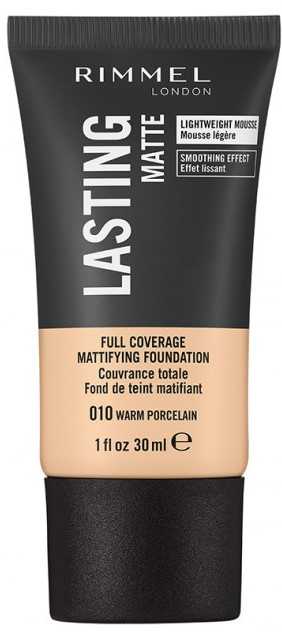 RIMMEL
LONDON
LASTING
MATTE
LIGHTWEIGHT MOUSSE
Mousse légère
SMOOTHING EFFECT
Effet lissant
FULL COVERAGE
MATTIFYING FOUNDATION
Couvrance totale
Fond de teint matifiant
010 WARM PORCELAIN
1 fl oz 30 ml ℮